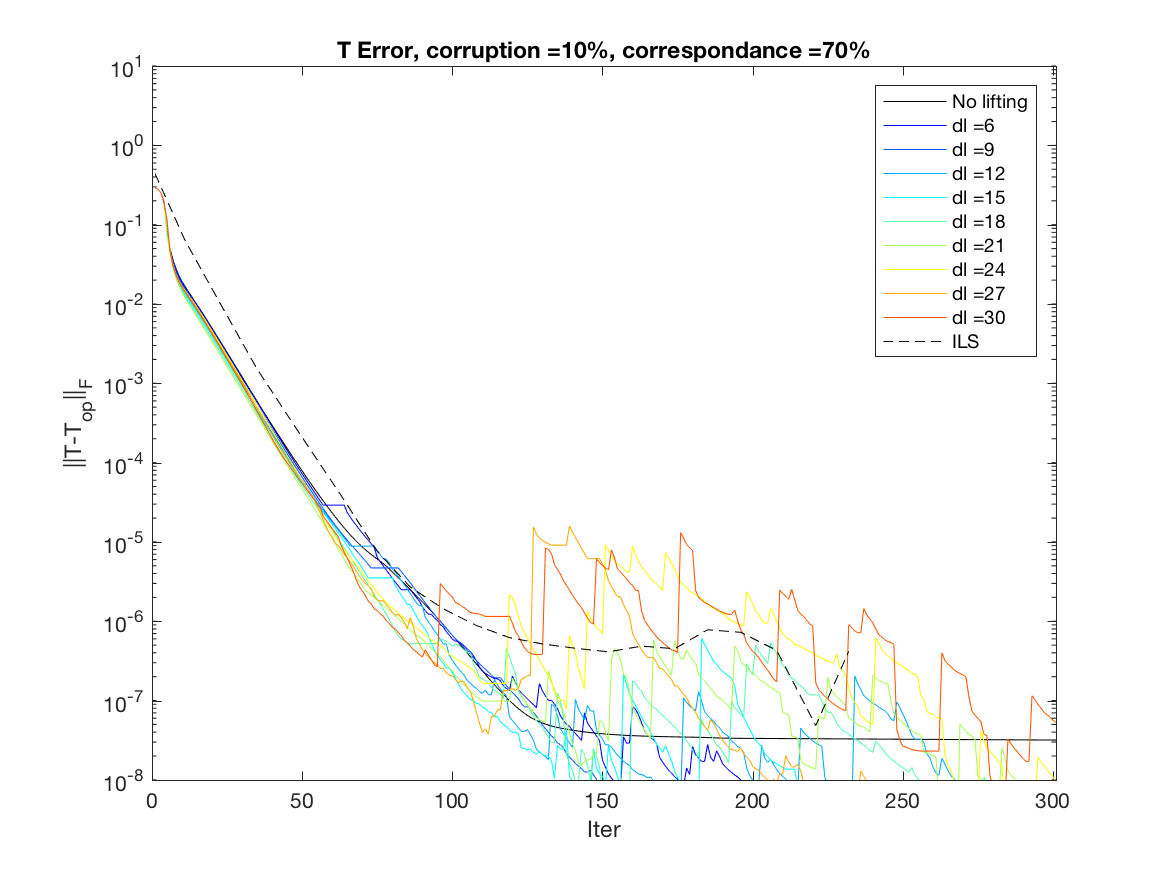 T Error, corruption =10%, correspondance =70%
10^1
10^0
10^-1
10^-2
10^-3
10^-4
10^-5
10^-6
10^-7
10^-8
||T-T_op||_F
0 50 100 150 200 250 300
Iter
No lifting
dl =6
dl =9
dl =12
dl =15
dl =18
dl =21
dl =24
dl =27
dl =30
ILS